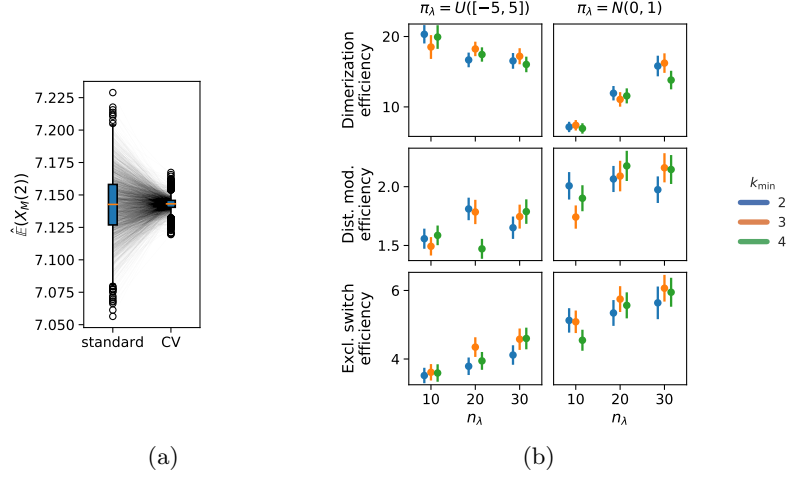 π_λ = U([−5, 5])
π_λ = N(0, 1)
7.225
7.200
7.175
7.150
7.125
7.100
7.075
7.050
𝔼̂(X_M(2))
standard
CV
Dimerization
efficiency
20
10
Dist. mod.
efficiency
2.0
1.5
Excl. switch
efficiency
6
4
10
20
30
10
20
30
n_λ
n_λ
k_min
2
3
4
(a)
(b)